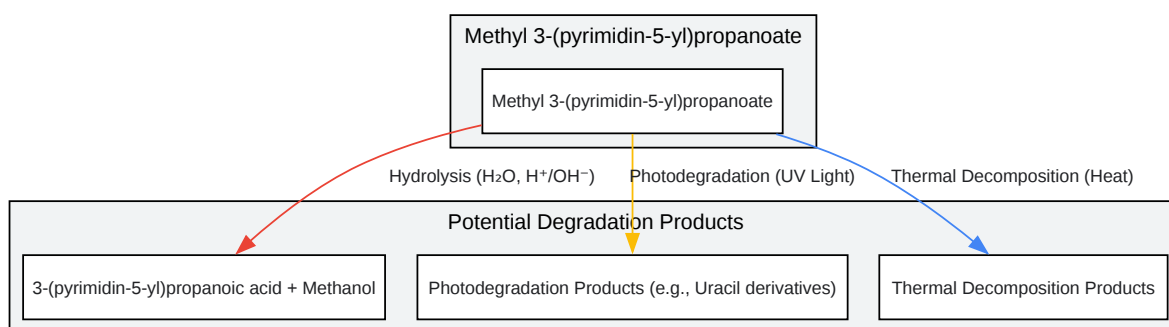 Methyl 3-(pyrimidin-5-yl)propanoate
Methyl 3-(pyrimidin-5-yl)propanoate
Hydrolysis (H₂O, H⁺/OH⁻)
Photodegradation (UV Light)
Thermal Decomposition (Heat)
Potential Degradation Products
3-(pyrimidin-5-yl)propanoic acid + Methanol
Photodegradation Products (e.g., Uracil derivatives)
Thermal Decomposition Products